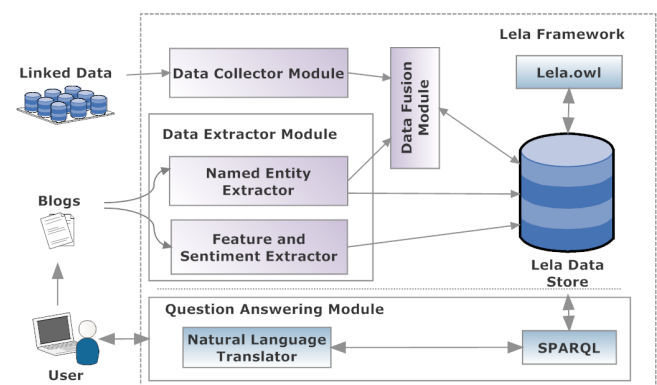 Lela Framework
Linked Data
Data Collector Module
Data Fusion
Module
Lela.owl
Data Extractor Module
Named Entity
Extractor
Blogs
Feature and
Sentiment Extractor
Lela Data
Store
Question Answering Module
Natural Language
Translator
SPARQL
User